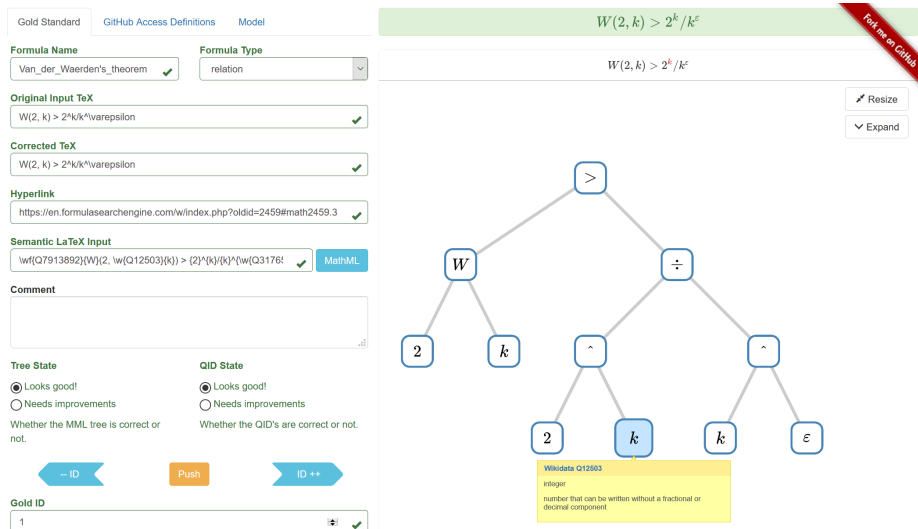 Gold Standard
GitHub Access Definitions
Model
Formula Name
Formula Type
Van_der_Waerden's_theorem
relation
Original Input TeX
W(2, k) > 2^k/k^\varepsilon
Corrected TeX
W(2, k) > 2^k/k^\varepsilon
Hyperlink
https://en.formulasearchengine.com/w/index.php?oldid=2459#math2459.3
Semantic LaTeX Input
\wf{Q7913892}{W}(2, \w{Q12503}{k}) > {2}^{k}/{k}^{\w{Q3176
MathML
Comment
Tree State
QID State
Looks good!
Looks good!
Needs improvements
Needs improvements
Whether the MML tree is correct or
not.
Whether the QID's are correct or not.
-- ID
Push
ID ++
Gold ID
1
W(2, k) > 2^k/k^ε
Fork me on GitHub
W(2, k) > 2^k/k^ε
Resize
Expand
>
W ÷
2 k ^ ^
2 k k ε
Wikidata Q12503
integer
number that can be written without a fractional or
decimal component